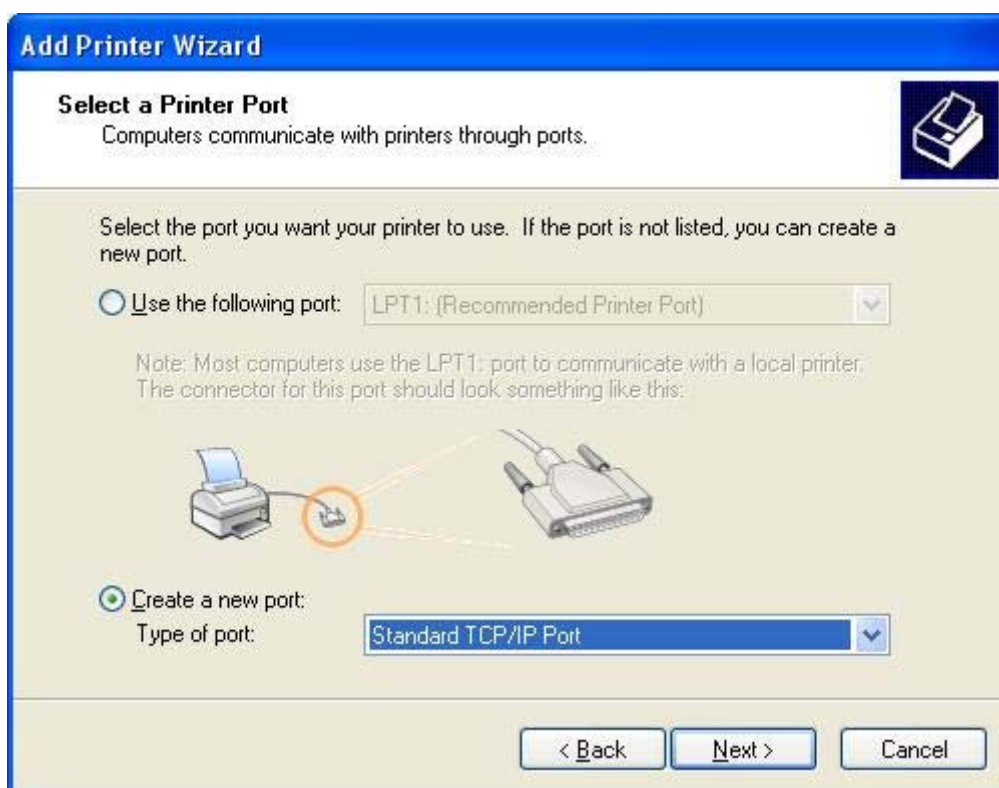 Add Printer Wizard
Select a Printer Port
Computers communicate with printers through ports.
Select the port you want your printer to use. If the port is not listed, you can create a
new port.
Use the following port: LPT1: (Recommended Printer Port)
Note: Most computers use the LPT1: port to communicate with a local printer.
The connector for this port should look something like this:
Create a new port:
Type of port: Standard TCP/IP Port
< Back Next > Cancel